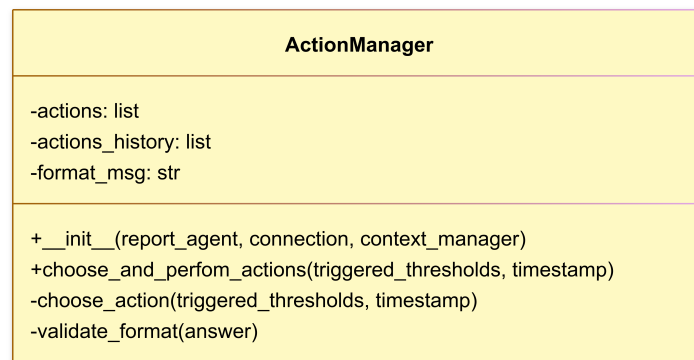 ActionManager
-actions: list
-actions_history: list
-format_msg: str
+__init__(report_agent, connection, context_manager)
+choose_and_perfom_actions(triggered_thresholds, timestamp)
-choose_action(triggered_thresholds, timestamp)
-validate_format(answer)